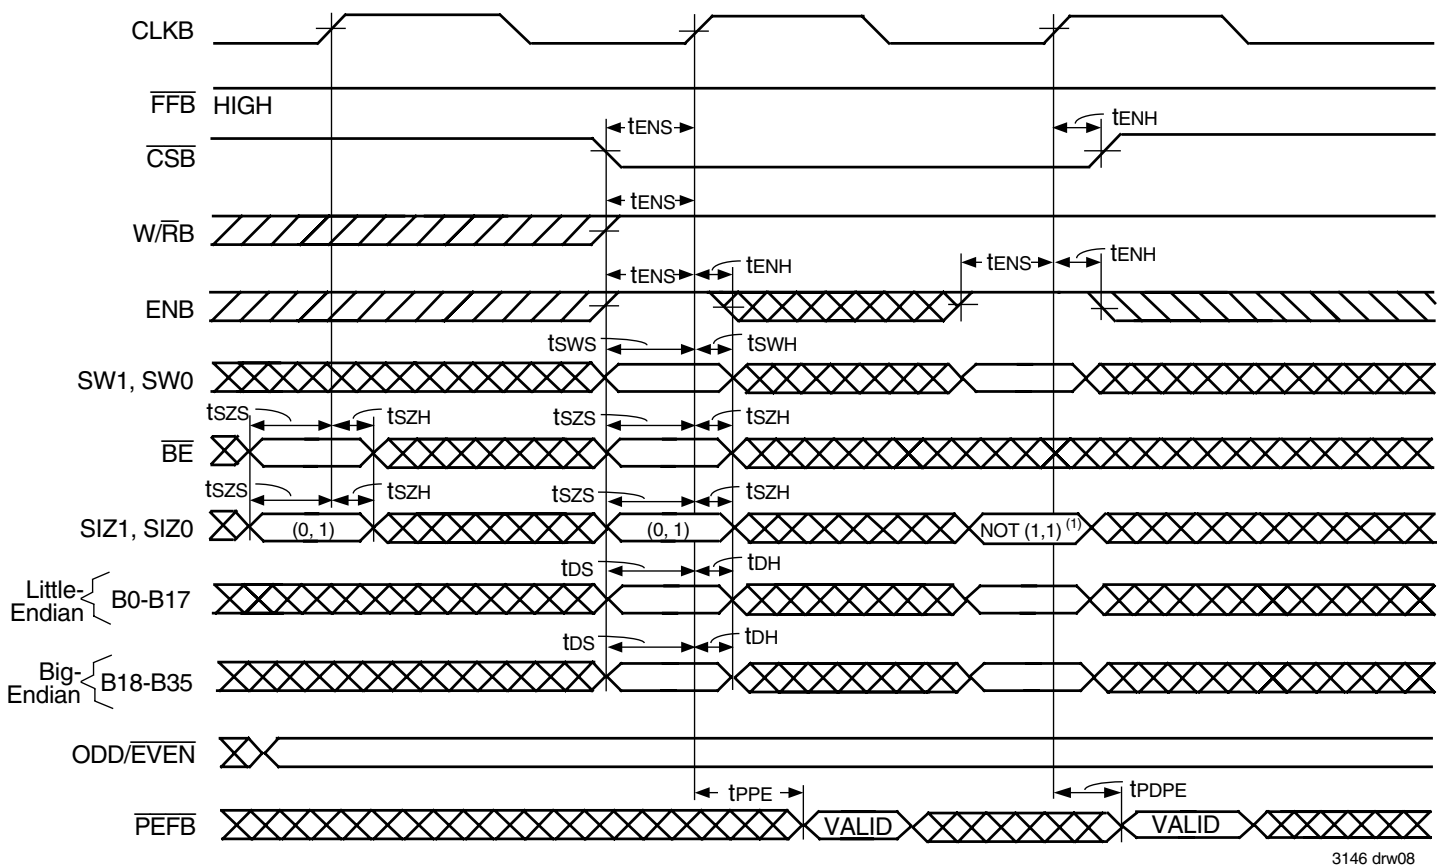 CLKB
FFB HIGH
tENS tENH
CSB
tENS
W/RB
tENS tENH tENS tENH
ENB
tSWS tSWH
SW1, SW0
tSZS tSZH tSZS tSZH
BE
tSZS tSZH tSZS tSZH
SIZ1, SIZ0 (0, 1) (0, 1) NOT (1,1) (1)
tDS tDH
Little-Endian B0-B17
tDS tDH
Big-Endian B18-B35
ODD/EVEN
tPPE tPDPE
PEFB VALID VALID
3146 drw08